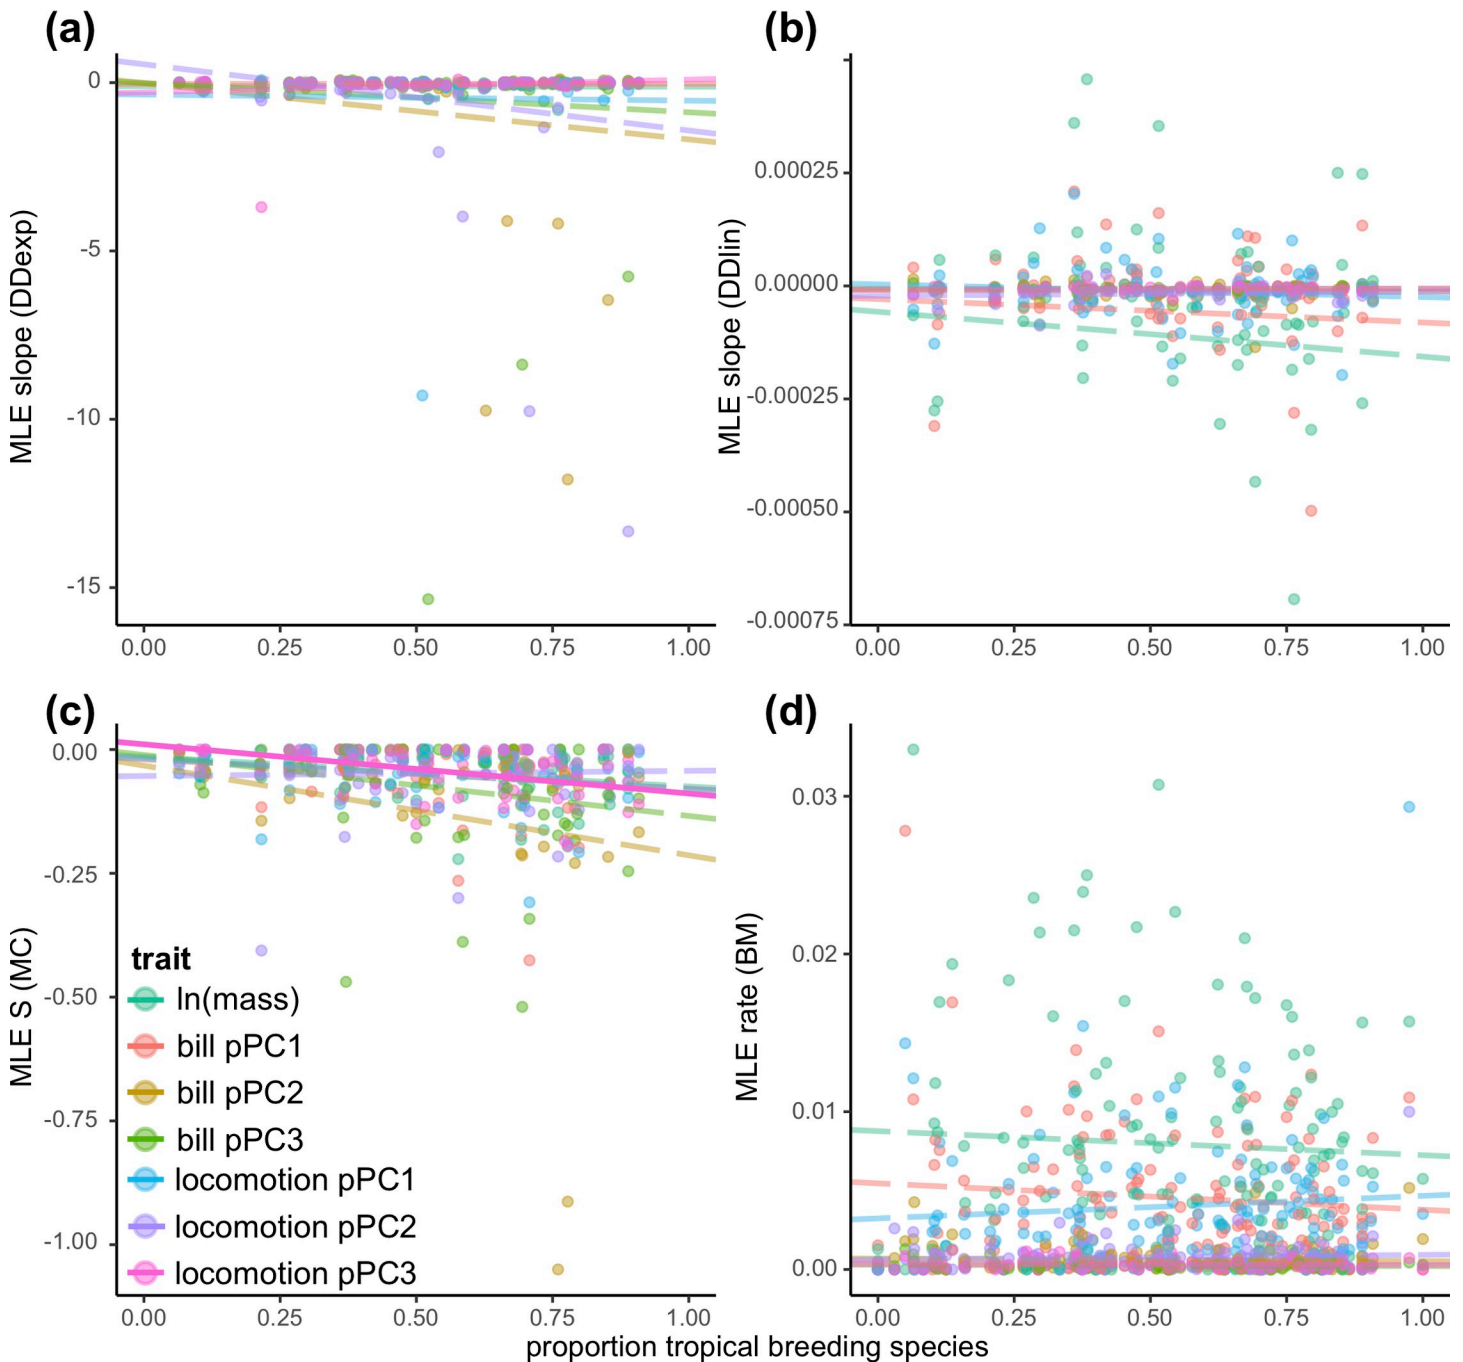 (a)
0
-5
-10
-15
MLE slope (DDexp)
0.00
0.25
0.50
0.75
1.00
(b)
0.00025
0.00000
-0.00025
-0.00050
-0.00075
MLE slope (DDlin)
0.00
0.25
0.50
0.75
1.00
(c)
0.00
-0.25
-0.50
-0.75
-1.00
MLE S (MC)
trait
ln(mass)
bill pPC1
bill pPC2
bill pPC3
locomotion pPC1
locomotion pPC2
locomotion pPC3
0.00
0.25
0.50
0.75
1.00
(d)
0.03
0.02
0.01
0.00
MLE rate (BM)
0.00
0.25
0.50
0.75
1.00
proportion tropical breeding species